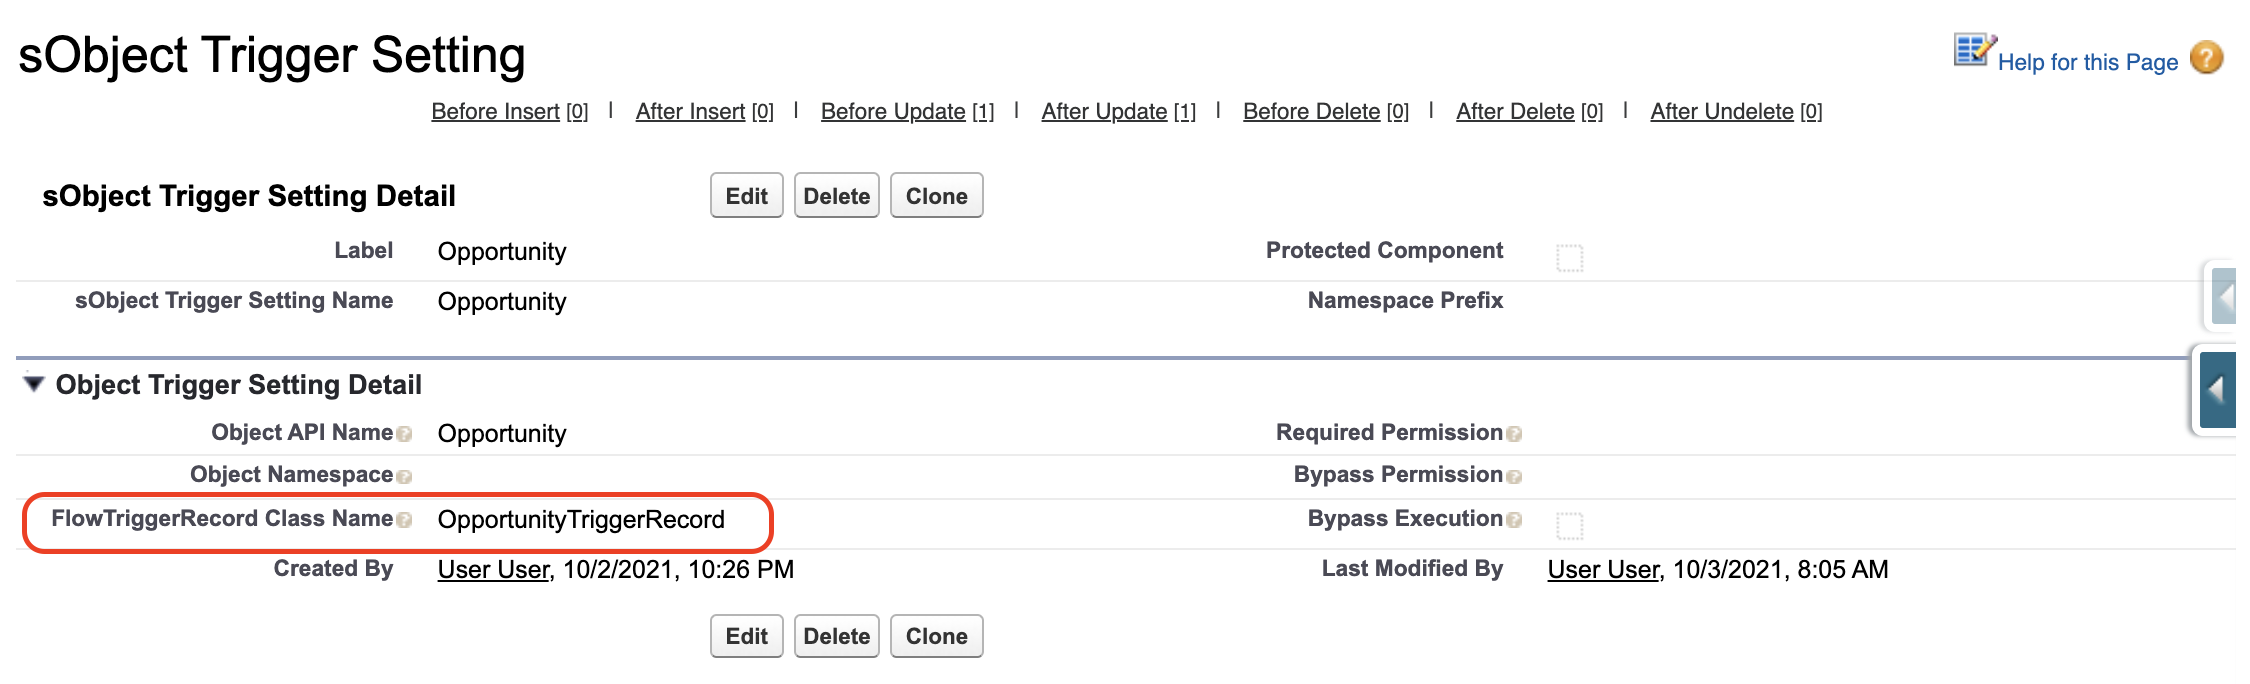 sObject Trigger Setting
Help for this Page ?
Before Insert [0] | After Insert [0] | Before Update [1] | After Update [1] | Before Delete [0] | After Delete [0] | After Undelete [0]
sObject Trigger Setting Detail Edit Delete Clone
Label Opportunity Protected Component
sObject Trigger Setting Name Opportunity Namespace Prefix
Object Trigger Setting Detail
Object API Name ? Opportunity Required Permission ?
Object Namespace ? Bypass Permission ?
FlowTriggerRecord Class Name ? OpportunityTriggerRecord Bypass Execution ?
Created By User User, 10/2/2021, 10:26 PM Last Modified By User User, 10/3/2021, 8:05 AM
Edit Delete Clone